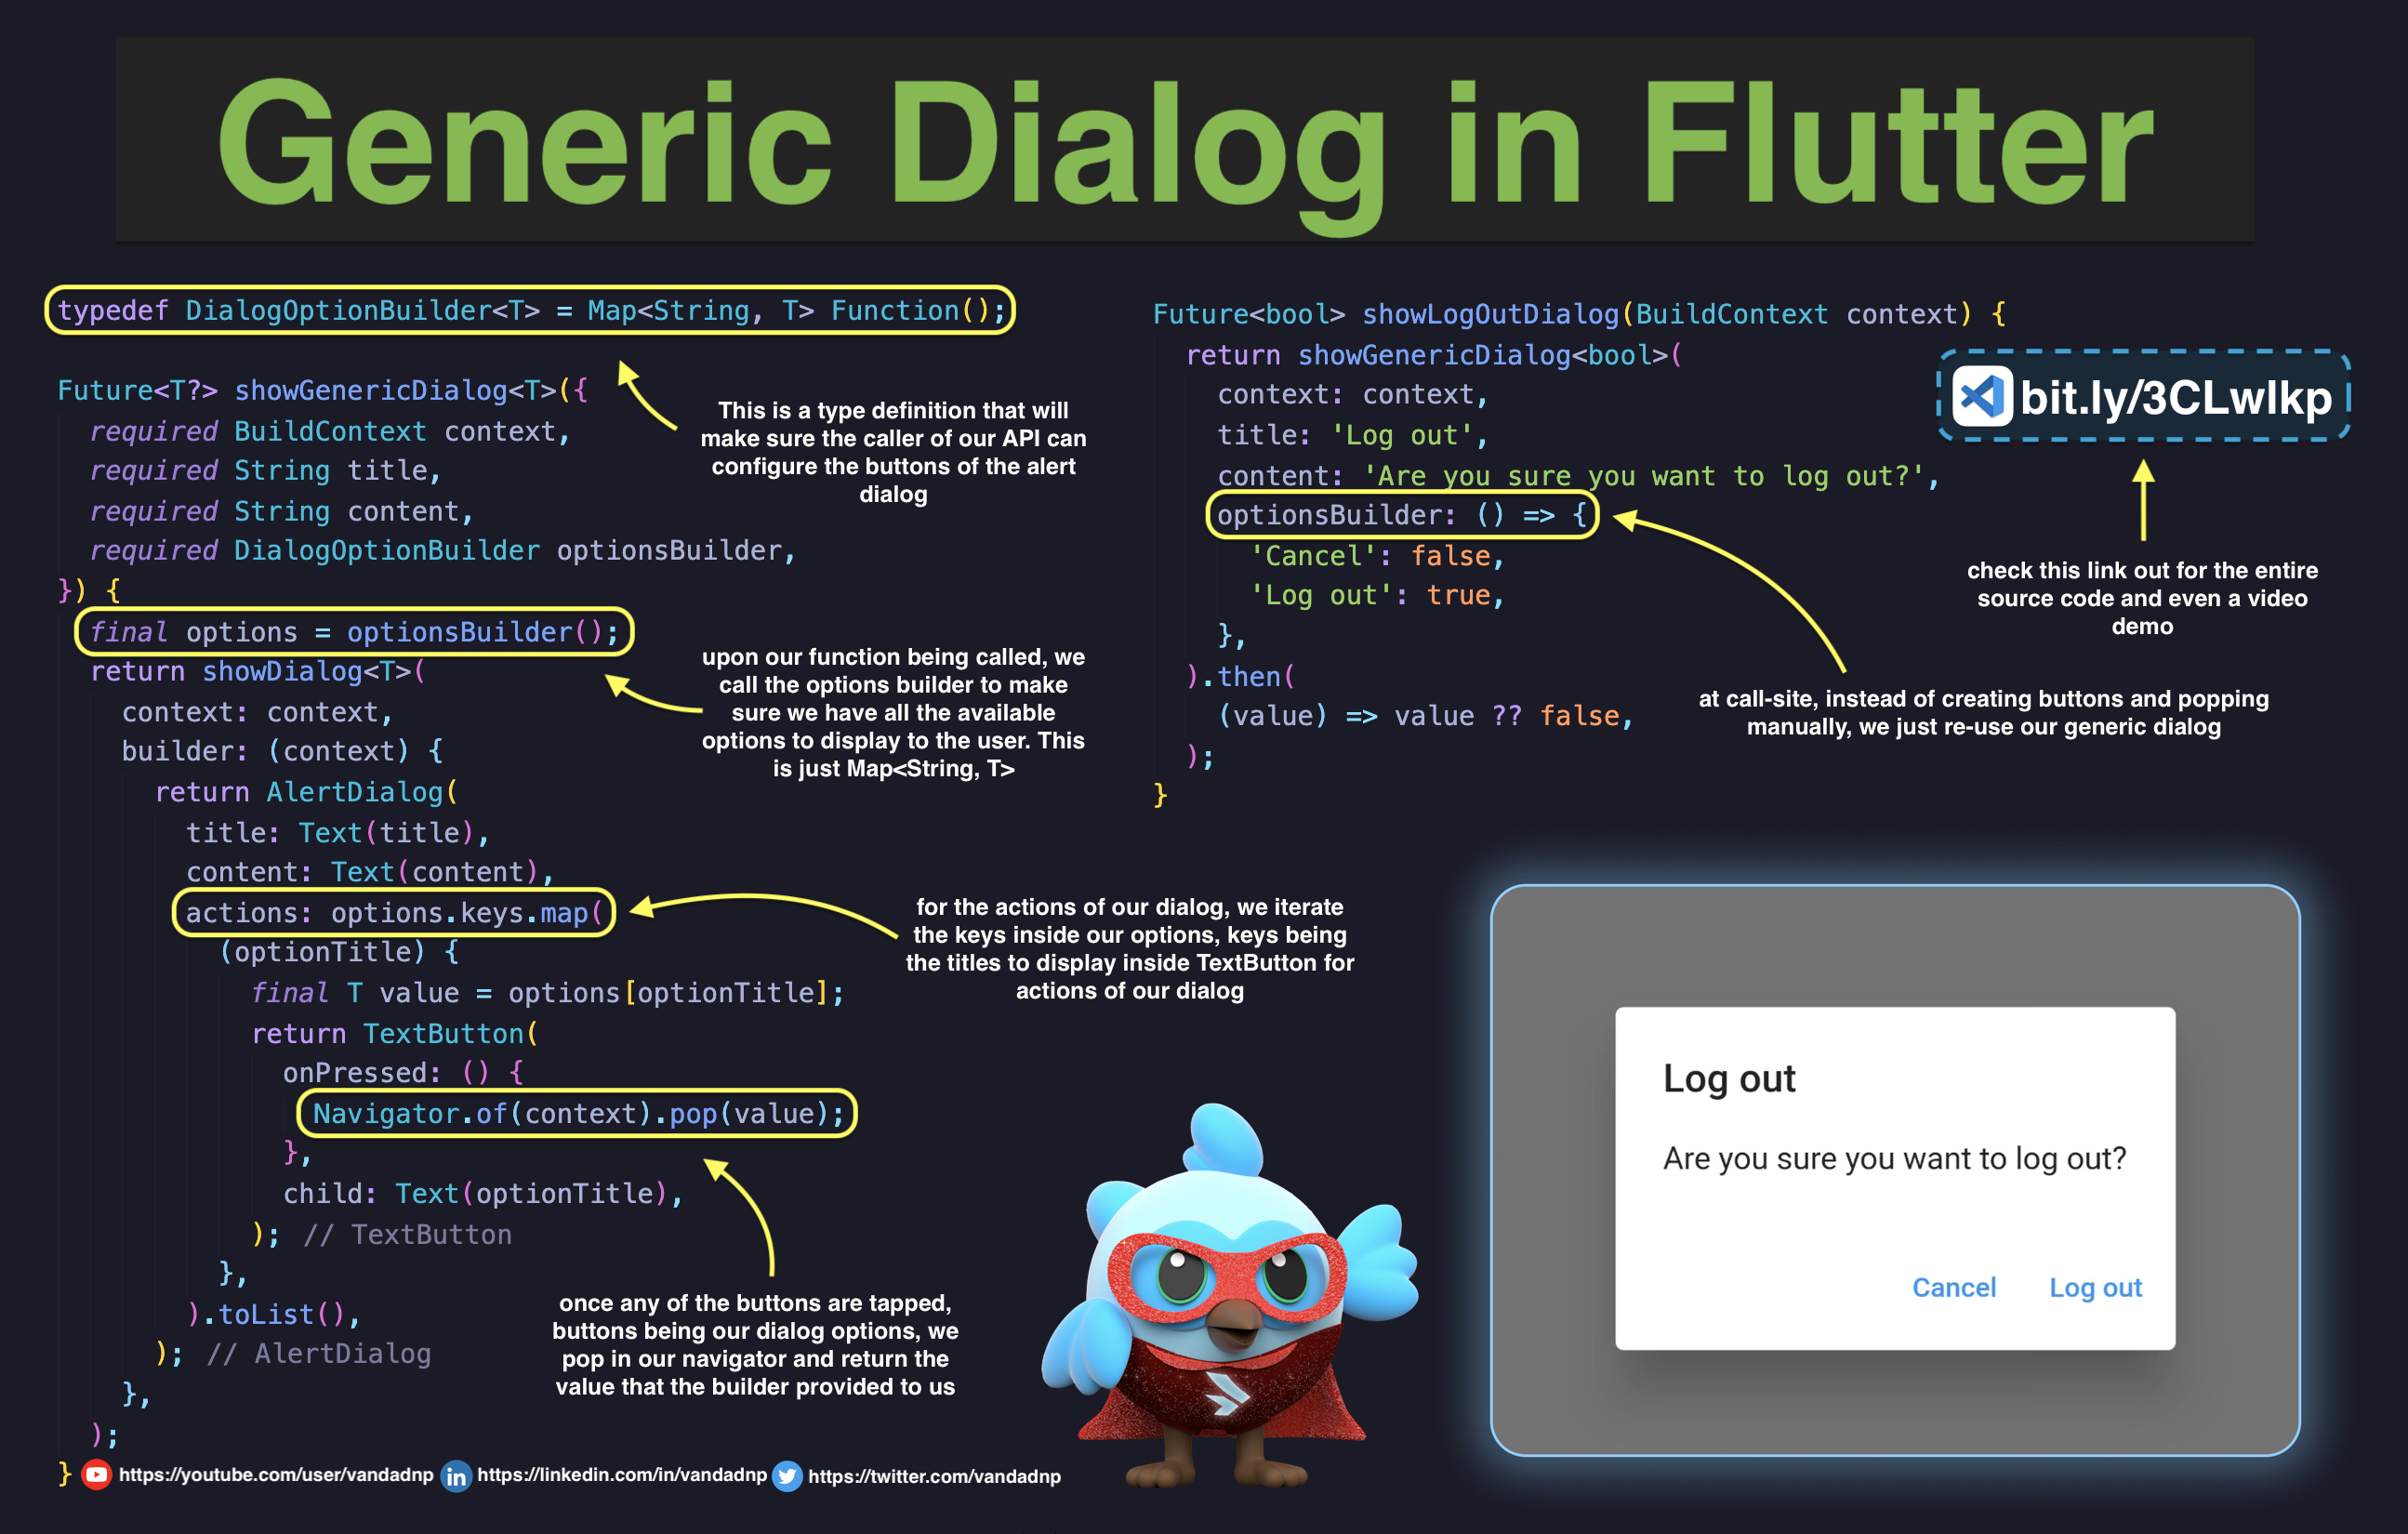 Generic Dialog in Flutter
typedef DialogOptionBuilder<T> = Map<String, T> Function();
Future<T?> showGenericDialog<T>({
required BuildContext context,
required String title,
required String content,
required DialogOptionBuilder optionsBuilder,
}) {
final options = optionsBuilder();
return showDialog<T>(
context: context,
builder: (context) {
return AlertDialog(
title: Text(title),
content: Text(content),
actions: options.keys.map(
(optionTitle) {
final T value = options[optionTitle];
return TextButton(
onPressed: () {
Navigator.of(context).pop(value);
},
child: Text(optionTitle),
); // TextButton
},
).toList(),
); // AlertDialog
},
);
}
This is a type definition that will
make sure the caller of our API can
configure the buttons of the alert
dialog
upon our function being called, we
call the options builder to make
sure we have all the available
options to display to the user. This
is just Map<String, T>
for the actions of our dialog, we iterate
the keys inside our options, keys being
the titles to display inside TextButton for
actions of our dialog
once any of the buttons are tapped,
buttons being our dialog options, we
pop in our navigator and return the
value that the builder provided to us
Future<bool> showLogOutDialog(BuildContext context) {
return showGenericDialog<bool>(
context: context,
title: 'Log out',
content: 'Are you sure you want to log out?',
optionsBuilder: () => {
'Cancel': false,
'Log out': true,
},
).then(
(value) => value ?? false,
);
}
bit.ly/3CLwlkp
check this link out for the entire
source code and even a video
demo
at call-site, instead of creating buttons and popping
manually, we just re-use our generic dialog
Log out
Are you sure you want to log out?
Cancel Log out
https://youtube.com/user/vandadnp https://linkedin.com/in/vandadnp https://twitter.com/vandadnp